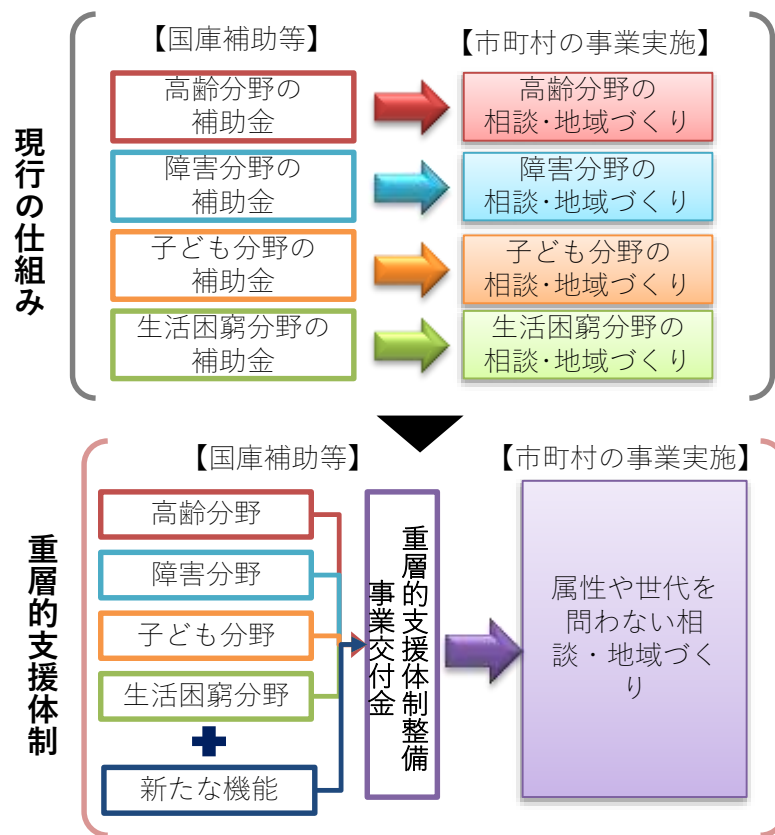 現行の仕組み
【国庫補助等】
【市町村の事業実施】
高齢分野の
補助金
高齢分野の
相談･地域づくり
障害分野の
補助金
障害分野の
相談･地域づくり
子ども分野の
補助金
子ども分野の
相談･地域づくり
生活困窮分野の
補助金
生活困窮分野の
相談･地域づくり
重層的支援体制
【国庫補助等】
【市町村の事業実施】
高齢分野
障害分野
子ども分野
生活困窮分野
新たな機能
重層的支援体制整備
事業交付金
属性や世代を
問わない相
談・地域づく
り